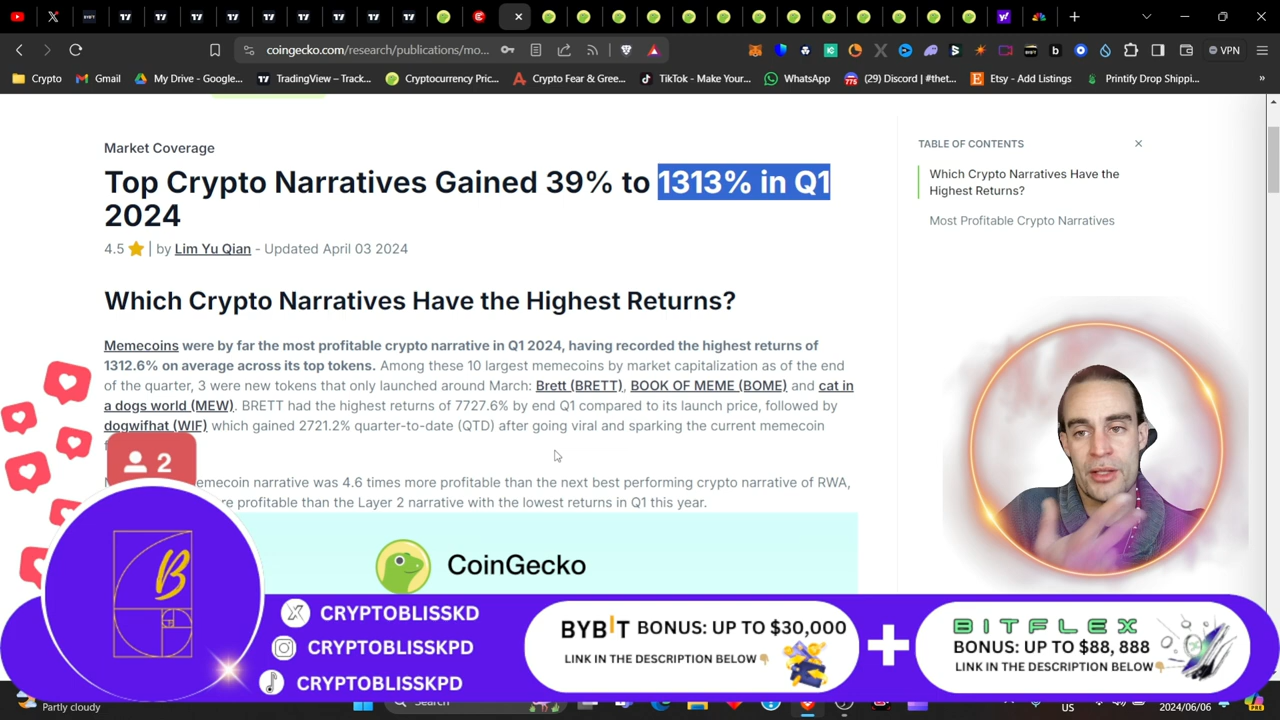 coingecko.com/research/publications/mo...
VPN
Crypto
Gmail
My Drive - Google...
TradingView – Track...
Cryptocurrency Pric...
Crypto Fear & Gree...
TikTok - Make Your...
WhatsApp
(29) Discord | #thet...
Etsy - Add Listings
Printify Drop Shippi...
Market Coverage
Top Crypto Narratives Gained 39% to 1313% in Q1
2024
4.5 | by Lim Yu Qian - Updated April 03 2024
Which Crypto Narratives Have the Highest Returns?
Memecoins were by far the most profitable crypto narrative in Q1 2024, having recorded the highest returns of
1312.6% on average across its top tokens. Among these 10 largest memecoins by market capitalization as of the end
of the quarter, 3 were new tokens that only launched around March: Brett (BRETT), BOOK OF MEME (BOME) and cat in
a dogs world (MEW). BRETT had the highest returns of 7727.6% by end Q1 compared to its launch price, followed by
dogwifhat (WIF) which gained 2721.2% quarter-to-date (QTD) after going viral and sparking the current memecoin
emecoin narrative was 4.6 times more profitable than the next best performing crypto narrative of RWA,
re profitable than the Layer 2 narrative with the lowest returns in Q1 this year.
CoinGecko
TABLE OF CONTENTS
Which Crypto Narratives Have the
Highest Returns?
Most Profitable Crypto Narratives
2
B
CRYPTOBLISSKD
CRYPTOBLISSKPD
CRYPTOBLISSKPD
BYBIT BONUS: UP TO $30,000
LINK IN THE DESCRIPTION BELOW
BITFLEX
BONUS: UP TO $88, 888
LINK IN THE DESCRIPTION BELOW
Partly cloudy
Search
US
2024/06/06